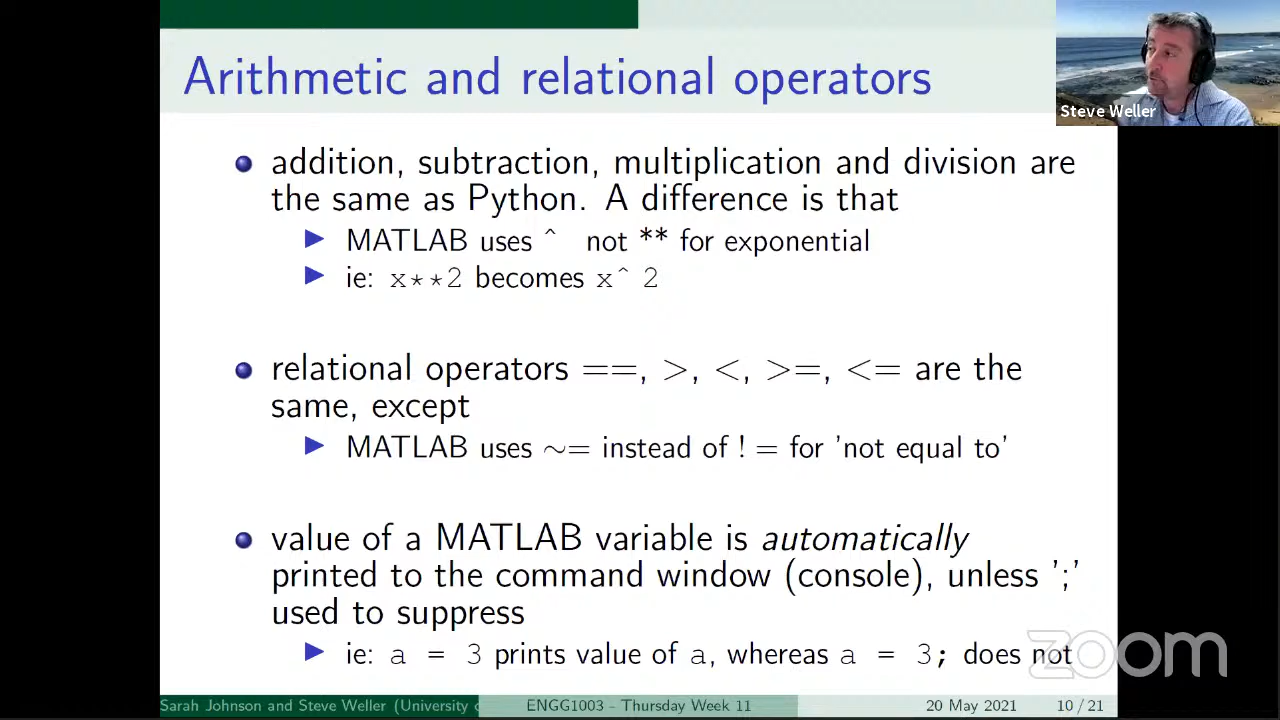 Arithmetic and relational operators
Steve Weller
addition, subtraction, multiplication and division are
the same as Python. A difference is that
MATLAB uses ^ not ** for exponential
ie: x**2 becomes x^ 2
relational operators ==, >, <, >=, <= are the
same, except
MATLAB uses ~= instead of ! = for 'not equal to'
value of a MATLAB variable is automatically
printed to the command window (console), unless ';'
used to suppress
ie: a = 3 prints value of a, whereas a = 3; does not
zoom
Sarah Johnson and Steve Weller (University o
ENGG1003 - Thursday Week 11
20 May 2021
10 / 21